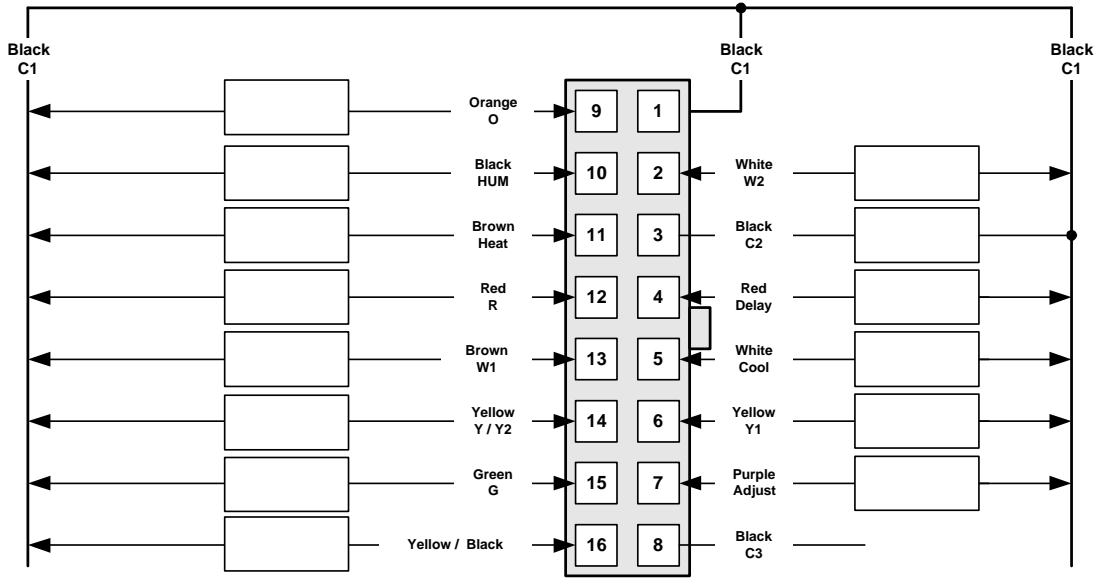 Black
C1
Black
C1
Black
C1
Orange
O
9
1
Black
HUM
10
2
White
W2
Brown
Heat
11
3
Black
C2
Red
R
12
4
Red
Delay
Brown
W1
13
5
White
Cool
Yellow
Y / Y2
14
6
Yellow
Y1
Green
G
15
7
Purple
Adjust
Yellow / Black
16
8
Black
C3